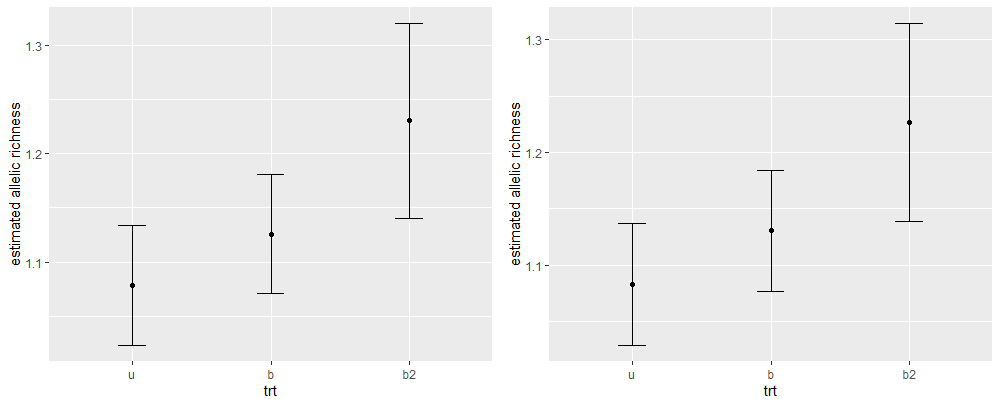 estimated allelic richness
1.3
1.2
1.1
u b b2
trt
estimated allelic richness
1.3
1.2
1.1
u b b2
trt